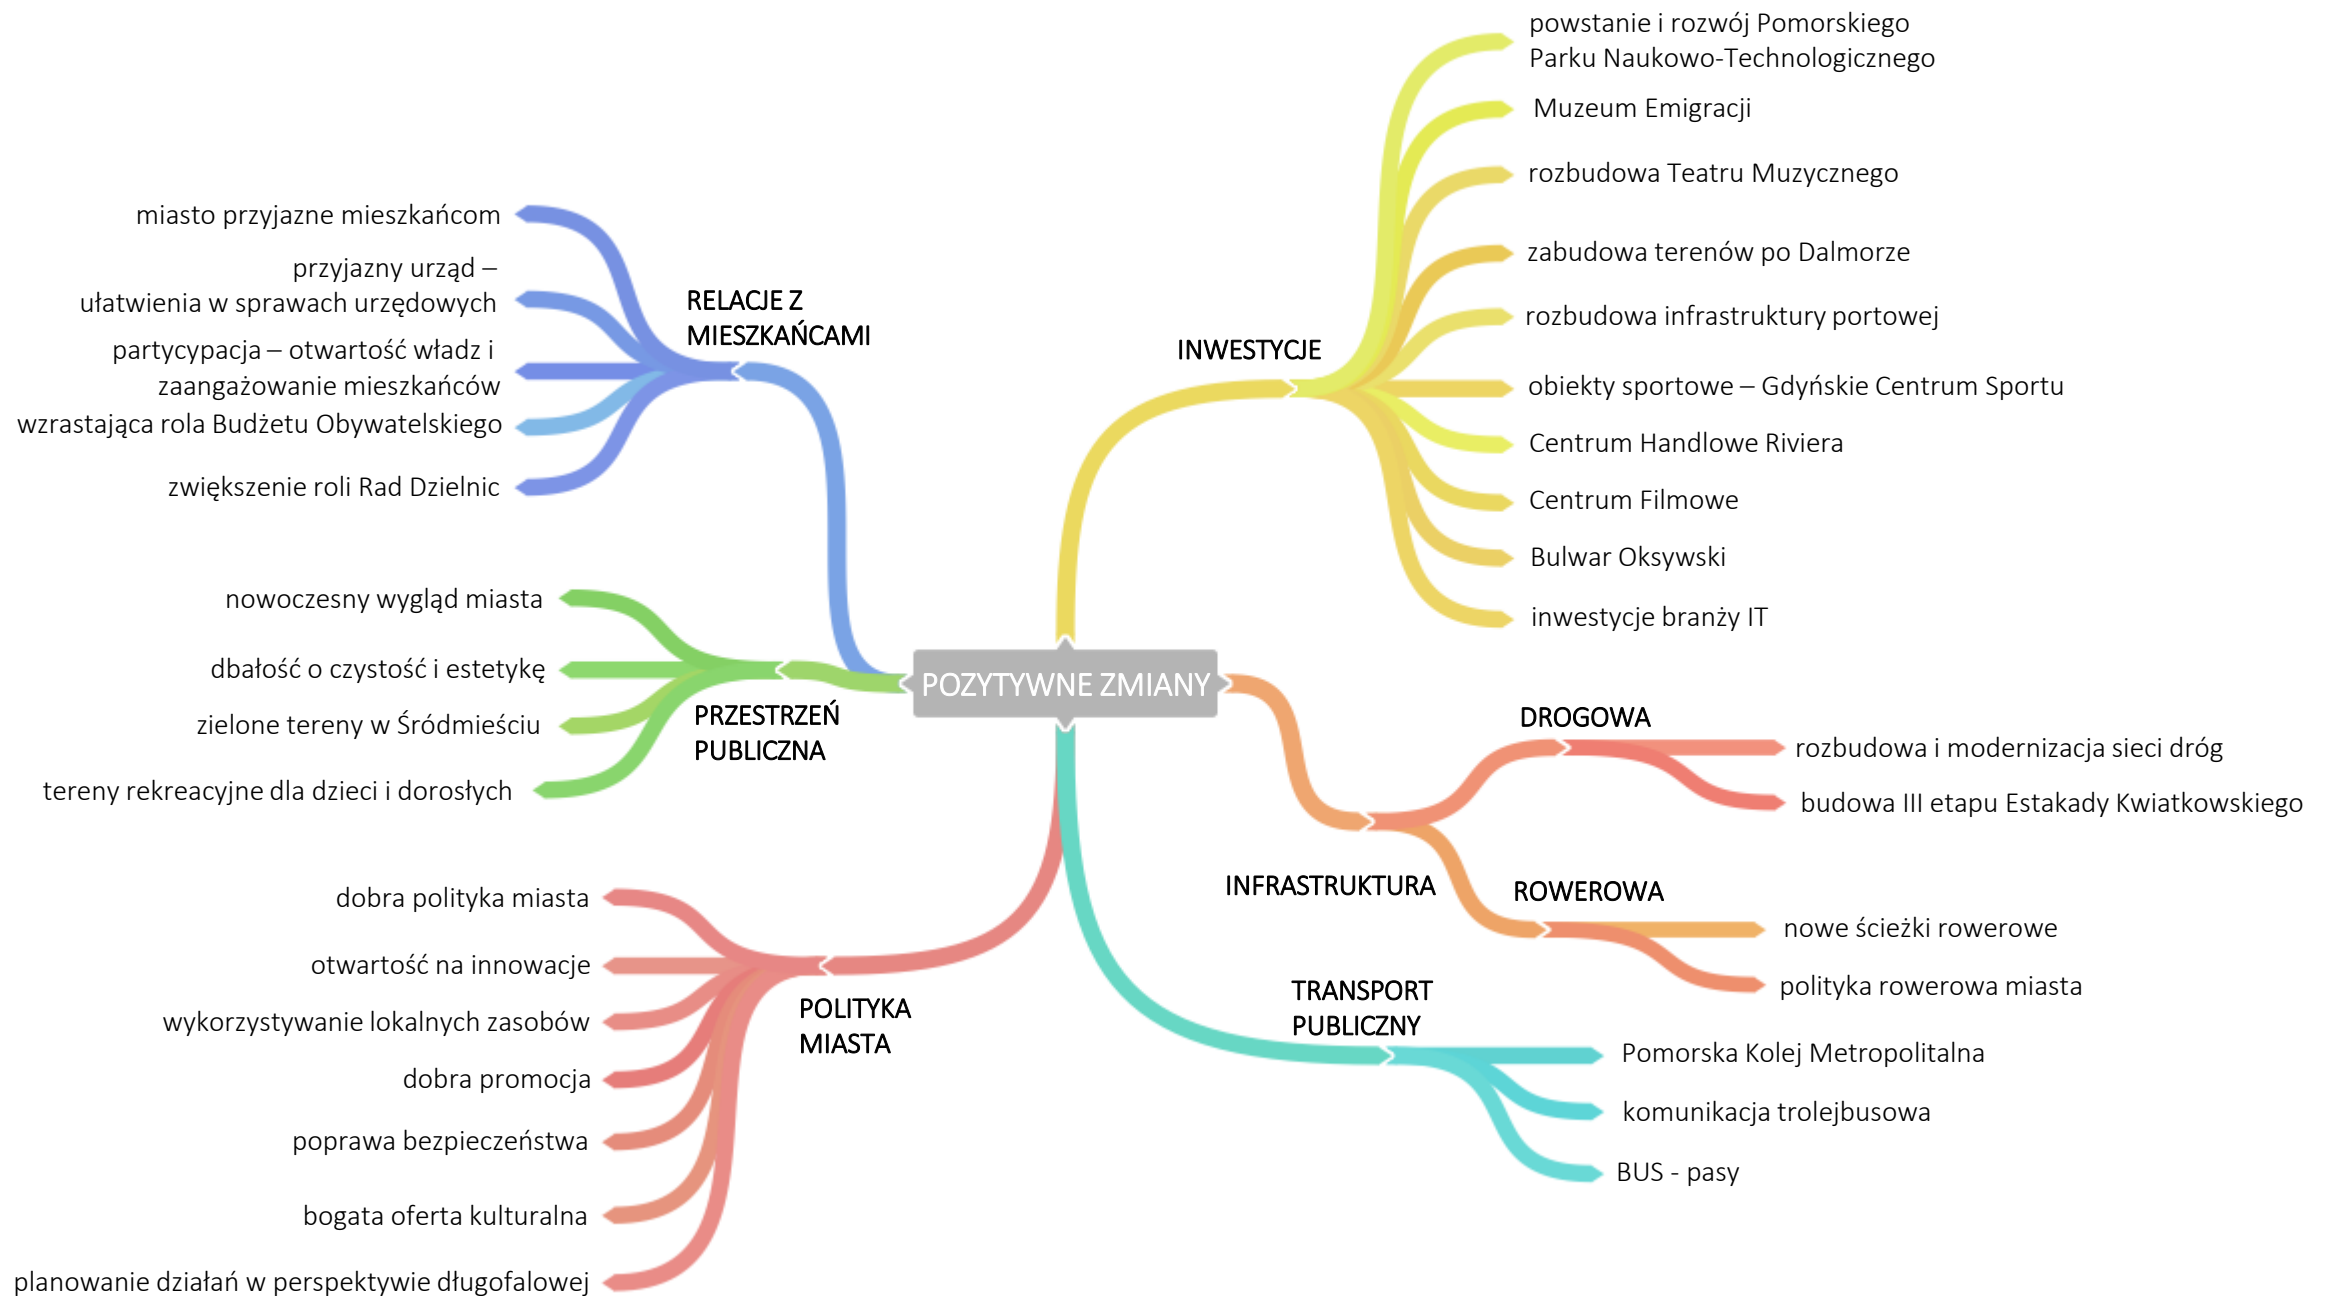 POZYTYWNE ZMIANY
RELACJE Z
MIESZKAŃCAMI
miasto przyjazne mieszkańcom
przyjazny urząd –
ułatwienia w sprawach urzędowych
partycypacja – otwartość władz i
zaangażowanie mieszkańców
wzrastająca rola Budżetu Obywatelskiego
zwiększenie roli Rad Dzielnic
PRZESTRZEŃ
PUBLICZNA
nowoczesny wygląd miasta
dbałość o czystość i estetykę
zielone tereny w Śródmieściu
tereny rekreacyjne dla dzieci i dorosłych
POLITYKA
MIASTA
dobra polityka miasta
otwartość na innowacje
wykorzystywanie lokalnych zasobów
dobra promocja
poprawa bezpieczeństwa
bogata oferta kulturalna
planowanie działań w perspektywie długofalowej
INWESTYCJE
powstanie i rozwój Pomorskiego
Parku Naukowo-Technologicznego
Muzeum Emigracji
rozbudowa Teatru Muzycznego
zabudowa terenów po Dalmorze
rozbudowa infrastruktury portowej
obiekty sportowe – Gdyńskie Centrum Sportu
Centrum Handlowe Riviera
Centrum Filmowe
Bulwar Oksywski
inwestycje branży IT
INFRASTRUKTURA
DROGOWA
rozbudowa i modernizacja sieci dróg
budowa III etapu Estakady Kwiatkowskiego
ROWEROWA
nowe ścieżki rowerowe
polityka rowerowa miasta
TRANSPORT
PUBLICZNY
Pomorska Kolej Metropolitalna
komunikacja trolejbusowa
BUS - pasy